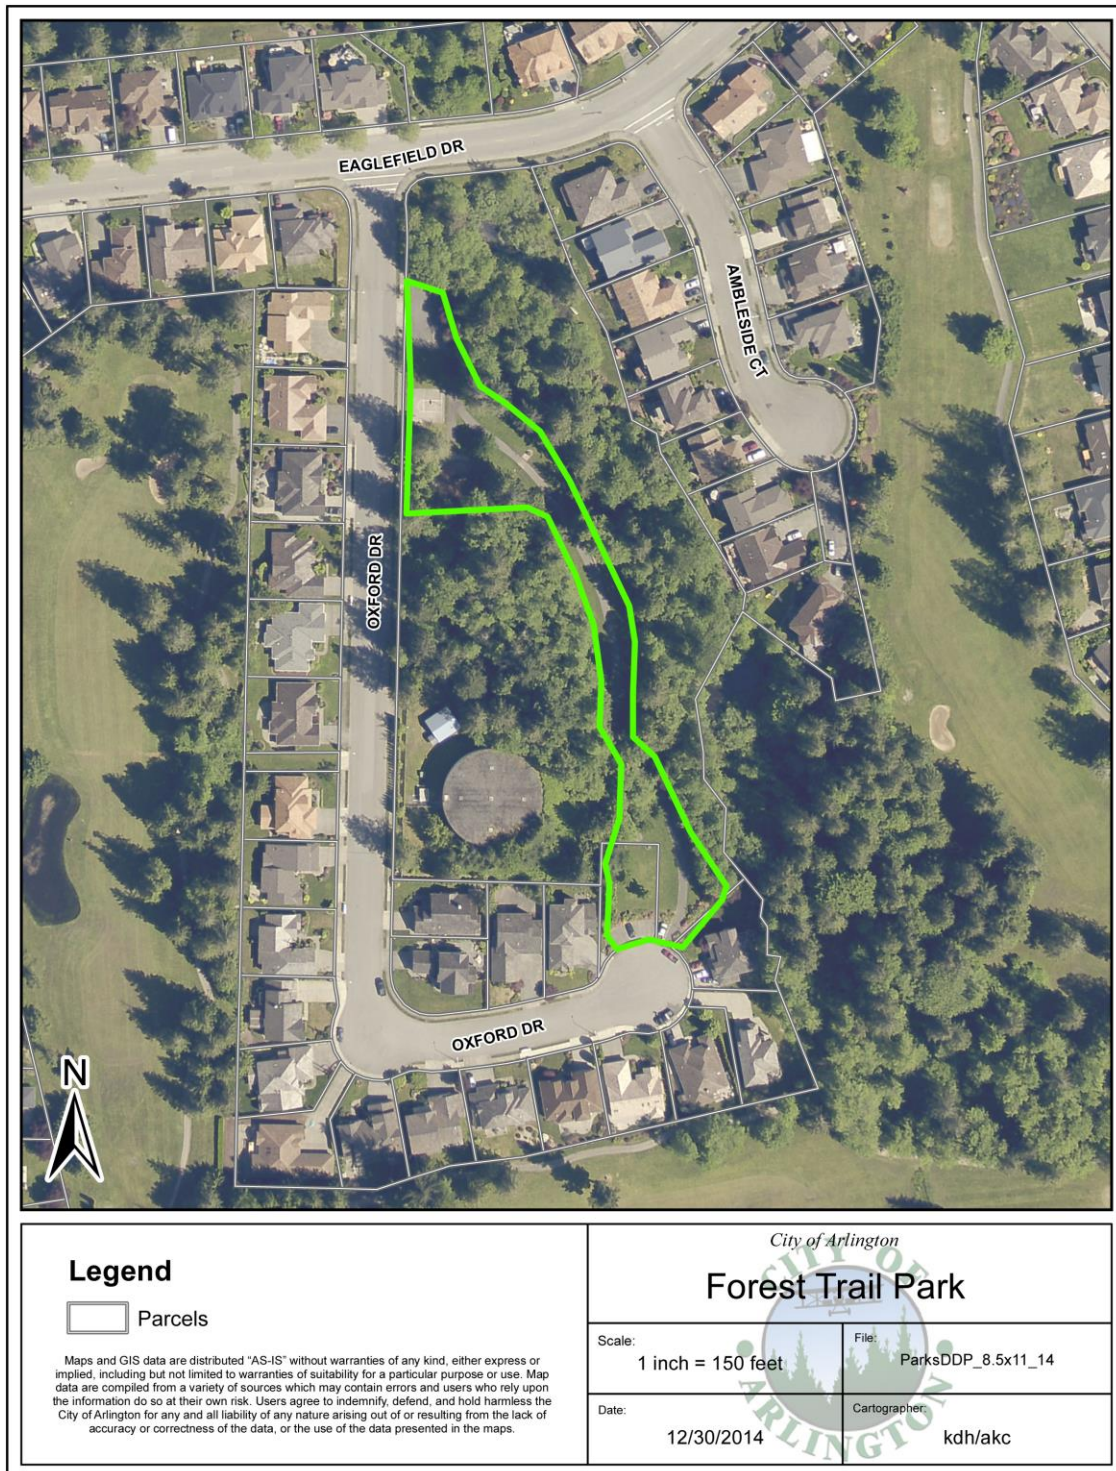 EAGLEFIELD DR
AMBLESIDE CT
OXFORD DR
OXFORD DR
N
Legend
Parcels
Maps and GIS data are distributed “AS-IS” without warranties of any kind, either express or
implied, including but not limited to warranties of suitability for a particular purpose or use. Map
data are compiled from a variety of sources which may contain errors and users who rely upon
the information do so at their own risk. Users agree to indemnify, defend, and hold harmless the
City of Arlington for any and all liability of any nature arising out of or resulting from the lack of
accuracy or correctness of the data, or the use of the data presented in the maps.
City of Arlington
CITY OF
ARLINGTON
Forest Trail Park
Scale:
1 inch = 150 feet
File:
ParksDDP_8.5x11_14
Date:
12/30/2014
Cartographer:
kdh/akc